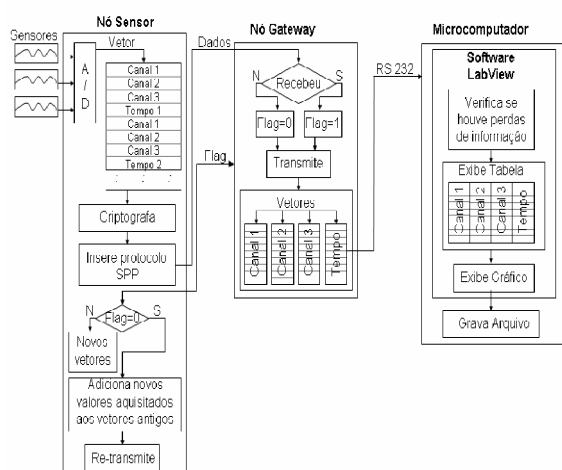 Nó Sensor
Sensores
Vetor
A
/
D
Canal 1
Canal 2
Canal 3
Tempo 1
Canal 1
Canal 2
Canal 3
Tempo 2
Criptografa
Insere protocolo
SPP
Flag=0
N
S
Novos
vetores
Adiciona novos
valores aquisitados
aos vetores antigos
Re-transmite
Dados
Flag
Nó Gateway
N
Recebeu
S
Flag=0
Flag=1
Transmite
Vetores
Canal 1
Canal 2
Canal 3
Tempo
RS 232
Microcomputador
Software
LabView
Verifica se
houve perdas
de informação
Exibe Tabela
Canal 1
Canal 2
Canal 3
Tempo
Exibe Gráfico
Grava Arquivo